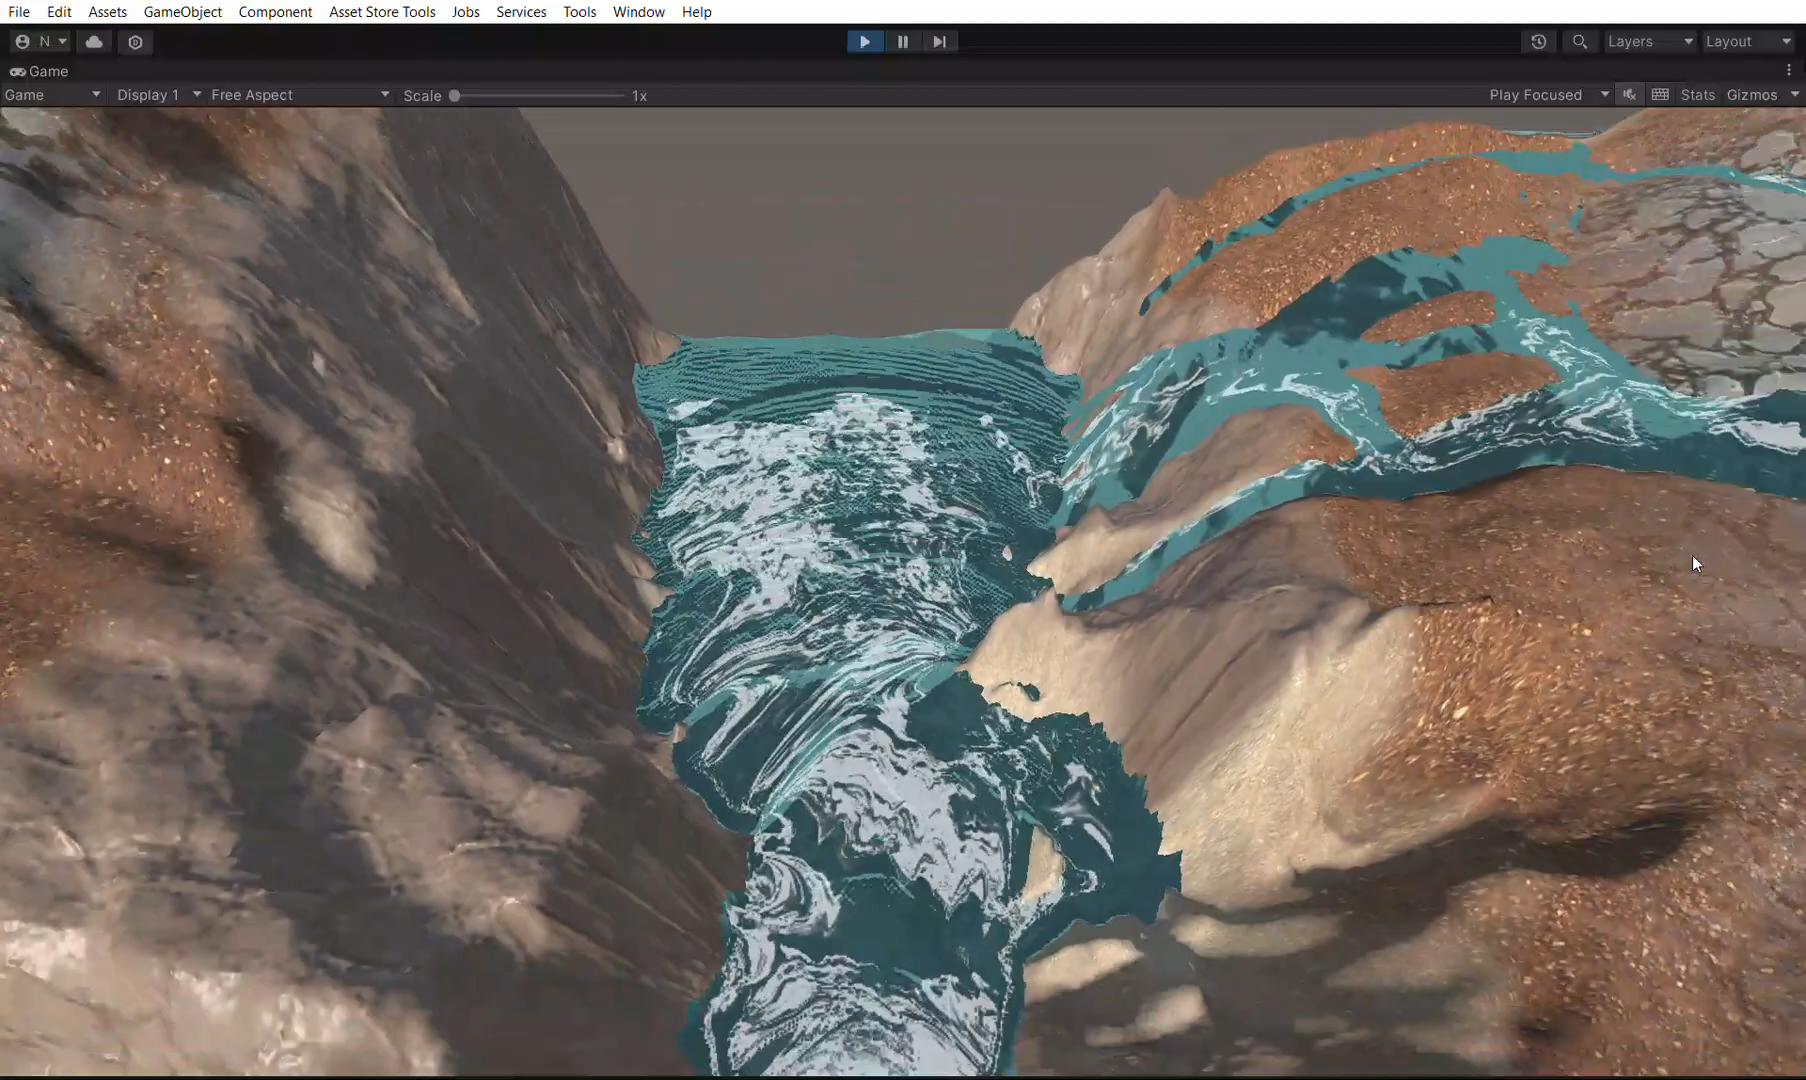 File Edit Assets GameObject Component Asset Store Tools Jobs Services Tools Window Help
N Layers Layout
Game
Game Display 1 Free Aspect Scale 1x Play Focused Stats Gizmos